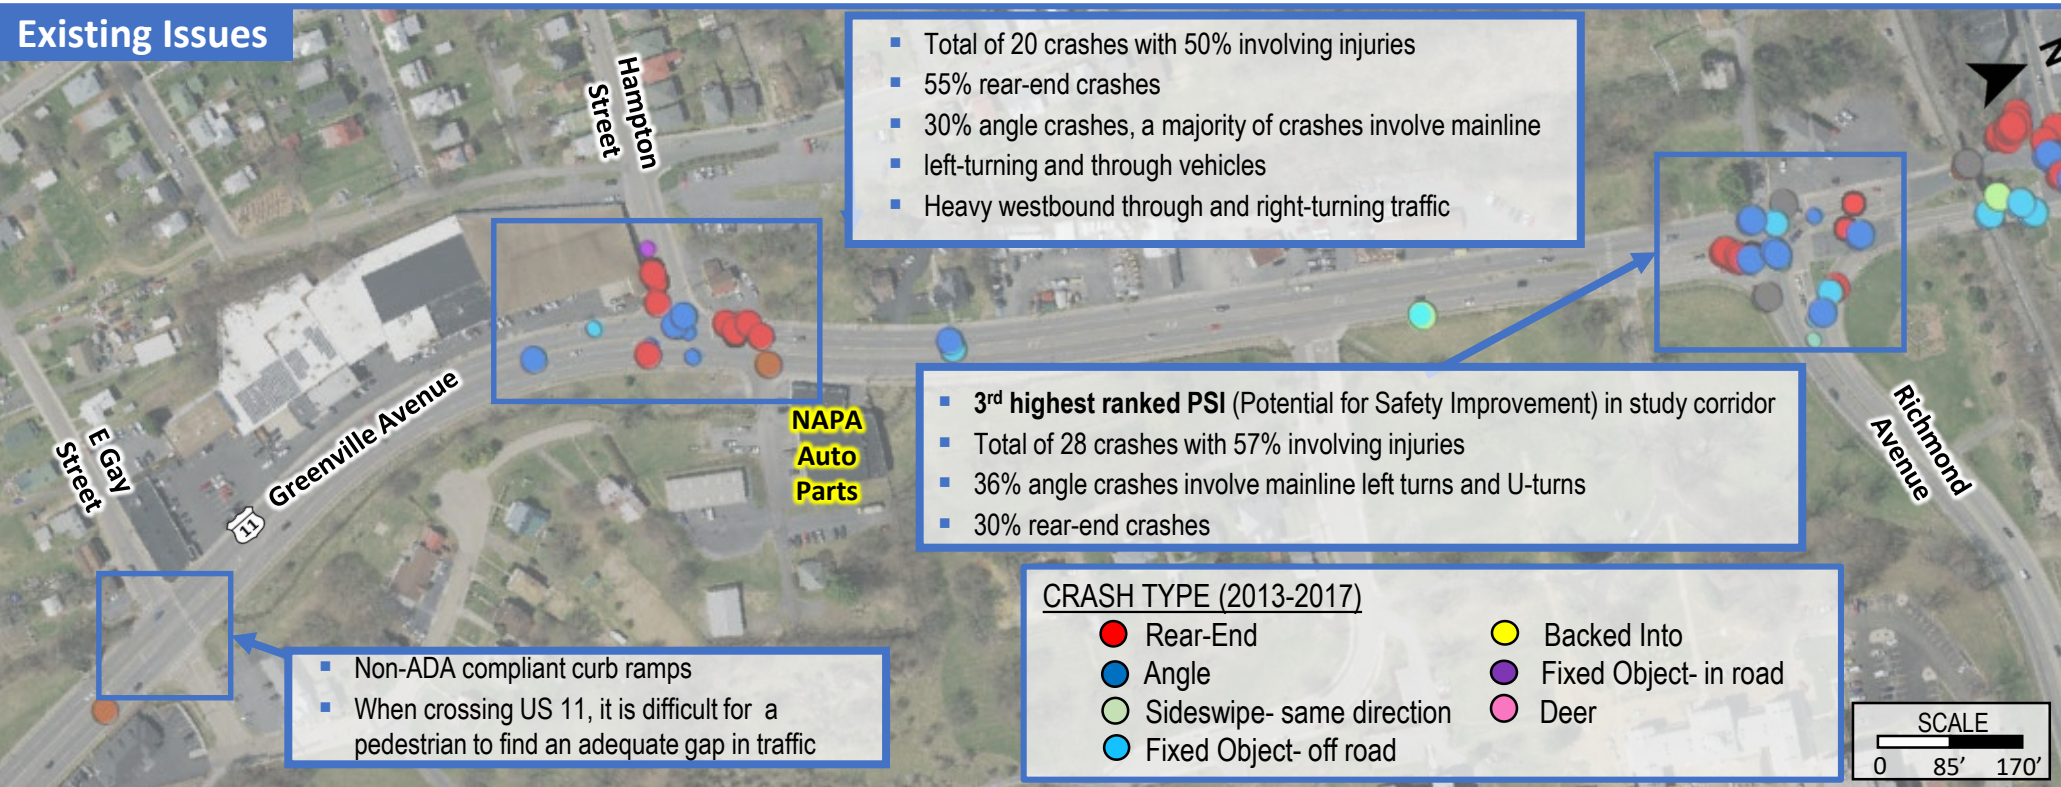 Existing Issues
Hampton
Street
▪ Total of 20 crashes with 50% involving injuries
▪ 55% rear-end crashes
▪ 30% angle crashes, a majority of crashes involve mainline
▪ left-turning and through vehicles
▪ Heavy westbound through and right-turning traffic
N
NAPA
Auto
Parts
▪ 3rd highest ranked PSI (Potential for Safety Improvement) in study corridor
▪ Total of 28 crashes with 57% involving injuries
▪ 36% angle crashes involve mainline left turns and U-turns
▪ 30% rear-end crashes
Richmond
Avenue
E Gay
Street
11
Greenville Avenue
▪ Non-ADA compliant curb ramps
▪ When crossing US 11, it is difficult for a
pedestrian to find an adequate gap in traffic
CRASH TYPE (2013-2017)
Rear-End
Angle
Sideswipe- same direction
Fixed Object- off road
Backed Into
Fixed Object- in road
Deer
SCALE
0 85’ 170’